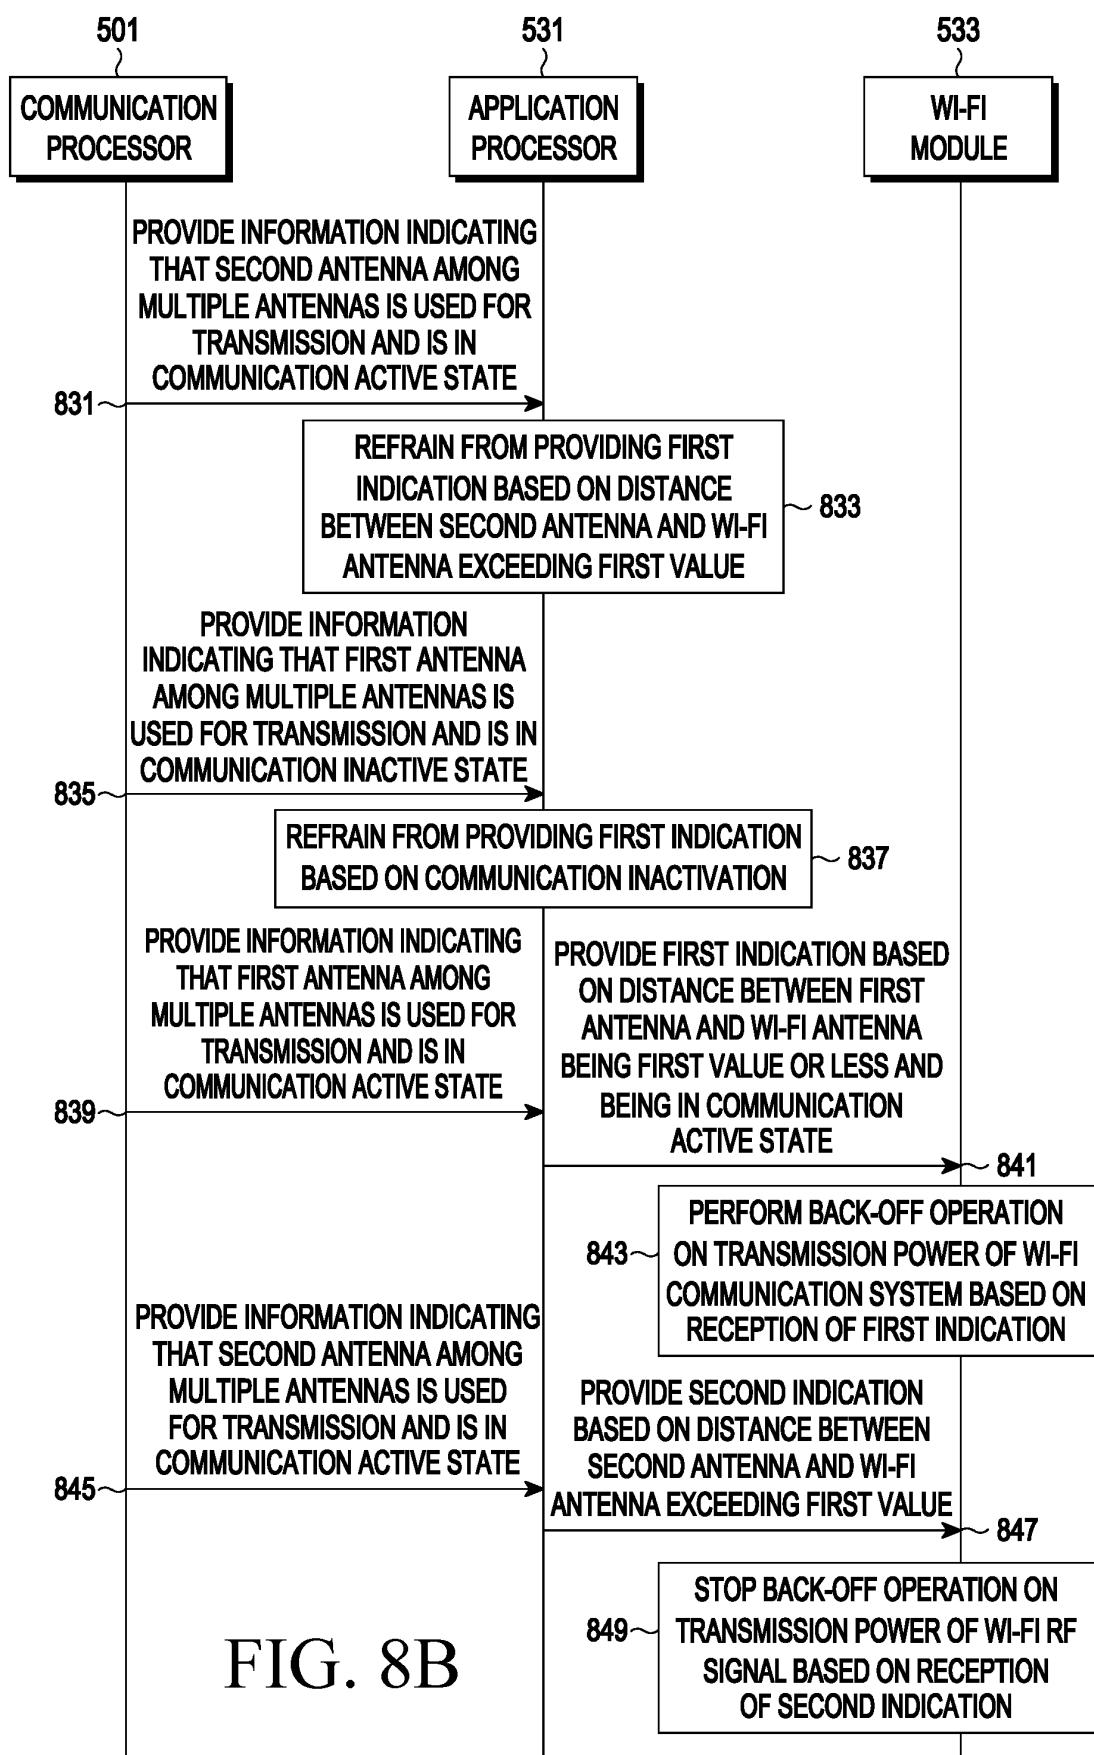 501
531
533
COMMUNICATION
PROCESSOR
APPLICATION
PROCESSOR
WI-FI
MODULE
PROVIDE INFORMATION INDICATING
THAT SECOND ANTENNA AMONG
MULTIPLE ANTENNAS IS USED FOR
TRANSMISSION AND IS IN
COMMUNICATION ACTIVE STATE
831
REFRAIN FROM PROVIDING FIRST
INDICATION BASED ON DISTANCE
BETWEEN SECOND ANTENNA AND WI-FI
ANTENNA EXCEEDING FIRST VALUE
833
PROVIDE INFORMATION
INDICATING THAT FIRST ANTENNA
AMONG MULTIPLE ANTENNAS IS
USED FOR TRANSMISSION AND IS IN
COMMUNICATION INACTIVE STATE
835
REFRAIN FROM PROVIDING FIRST INDICATION
BASED ON COMMUNICATION INACTIVATION
837
PROVIDE INFORMATION INDICATING
THAT FIRST ANTENNA AMONG
MULTIPLE ANTENNAS IS USED FOR
TRANSMISSION AND IS IN
COMMUNICATION ACTIVE STATE
839
PROVIDE FIRST INDICATION BASED
ON DISTANCE BETWEEN FIRST
ANTENNA AND WI-FI ANTENNA
BEING FIRST VALUE OR LESS AND
BEING IN COMMUNICATION
ACTIVE STATE
841
PERFORM BACK-OFF OPERATION
ON TRANSMISSION POWER OF WI-FI
COMMUNICATION SYSTEM BASED ON
RECEPTION OF FIRST INDICATION
843
PROVIDE INFORMATION INDICATING
THAT SECOND ANTENNA AMONG
MULTIPLE ANTENNAS IS USED
FOR TRANSMISSION AND IS IN
COMMUNICATION ACTIVE STATE
845
PROVIDE SECOND INDICATION
BASED ON DISTANCE BETWEEN
SECOND ANTENNA AND WI-FI
ANTENNA EXCEEDING FIRST VALUE
847
STOP BACK-OFF OPERATION ON
TRANSMISSION POWER OF WI-FI RF
SIGNAL BASED ON RECEPTION
OF SECOND INDICATION
849
FIG. 8B